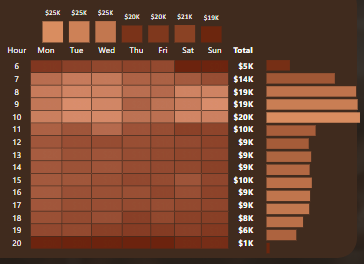 $25K $25K $25K $20K $20K $21K $19K
Hour Mon Tue Wed Thu Fri Sat Sun Total
6 $5K
7 $14K
8 $19K
9 $19K
10 $20K
11 $10K
12 $9K
13 $9K
14 $9K
15 $10K
16 $9K
17 $9K
18 $8K
19 $6K
20 $1K